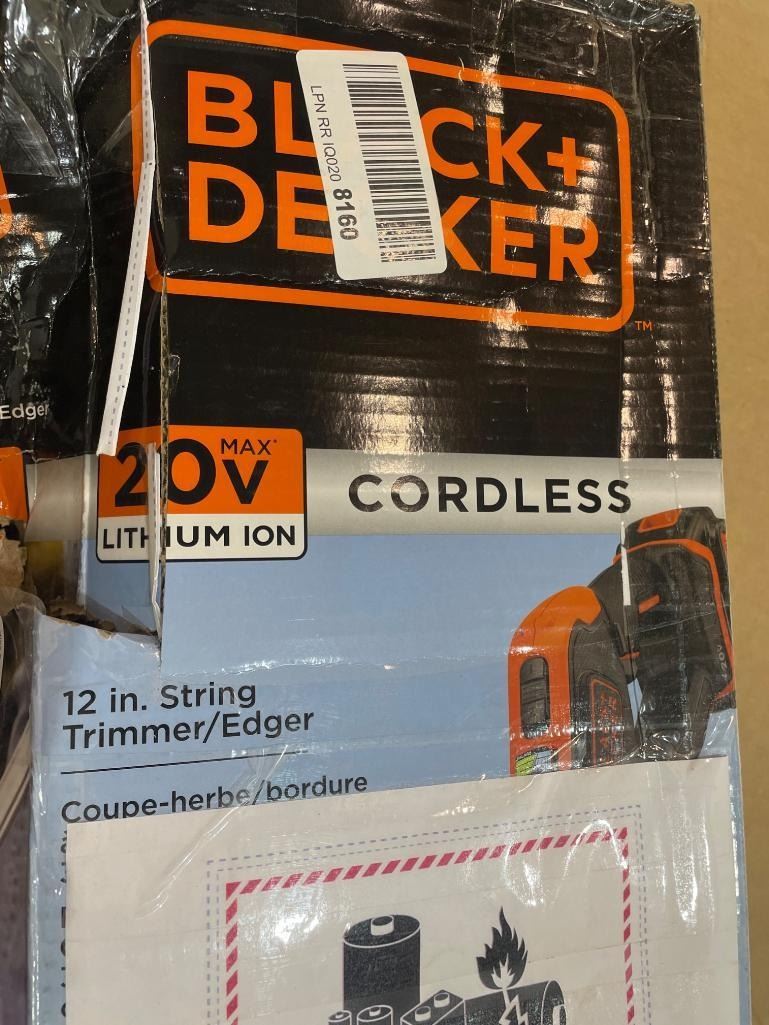 BL CK+
DE KER
LPN RR IQ020 8160
TM
Edger
20V MAX*
LITHIUM ION
CORDLESS
12 in. String
Trimmer/Edger
Coupe-herbe/bordure